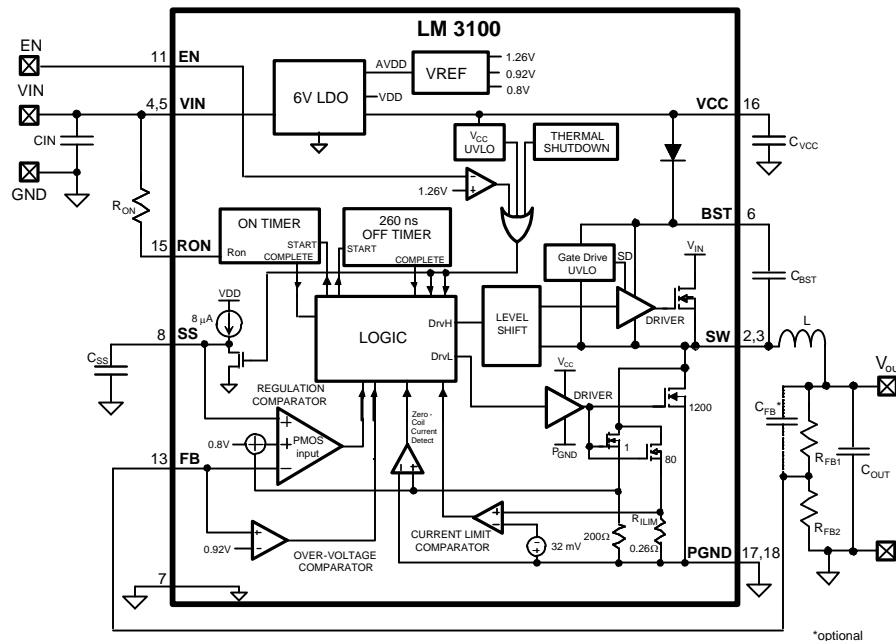 LM 3100
EN
11
EN
VIN
4,5
VIN
CIN
GND
6V LDO
AVDD
VDD
VREF
1.26V
0.92V
0.8V
VCC
UVLO
THERMAL
SHUTDOWN
VCC
16
CVCC
1.26V
RON
15
RON
ON TIMER
Ron
START
COMPLETE
260 ns
OFF TIMER
START
COMPLETE
BST
6
Gate Drive
UVLO
SD
VIN
CBST
DRIVER
VDD
8 µA
8
SS
CSS
LOGIC
DrvH
DrvL
LEVEL
SHIFT
SW
2,3
L
REGULATION
COMPARATOR
VCC
DRIVER
1200
PGND
CFB*
RFB1
COUT
RFB2
0.8V
PMOS
input
Zero -
Coil
Current
Detect
1
80
13
FB
0.92V
OVER-VOLTAGE
COMPARATOR
CURRENT LIMIT
COMPARATOR
32 mV
200Ω
RILIM
0.26Ω
PGND
17,18
7
*optional